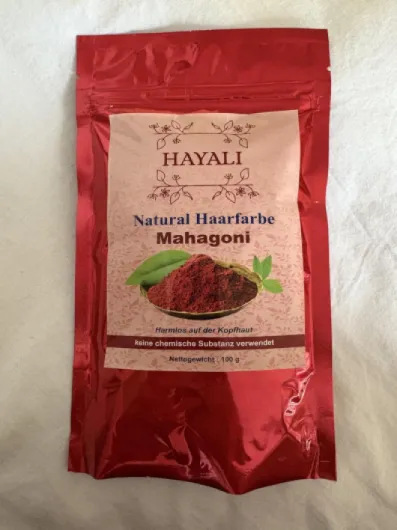 HAYALI
Natural Haarfarbe
Mahagoni
Harmlos auf der Kopfhaut
keine chemische Substanz verwendet
Nettogewicht : 100 g